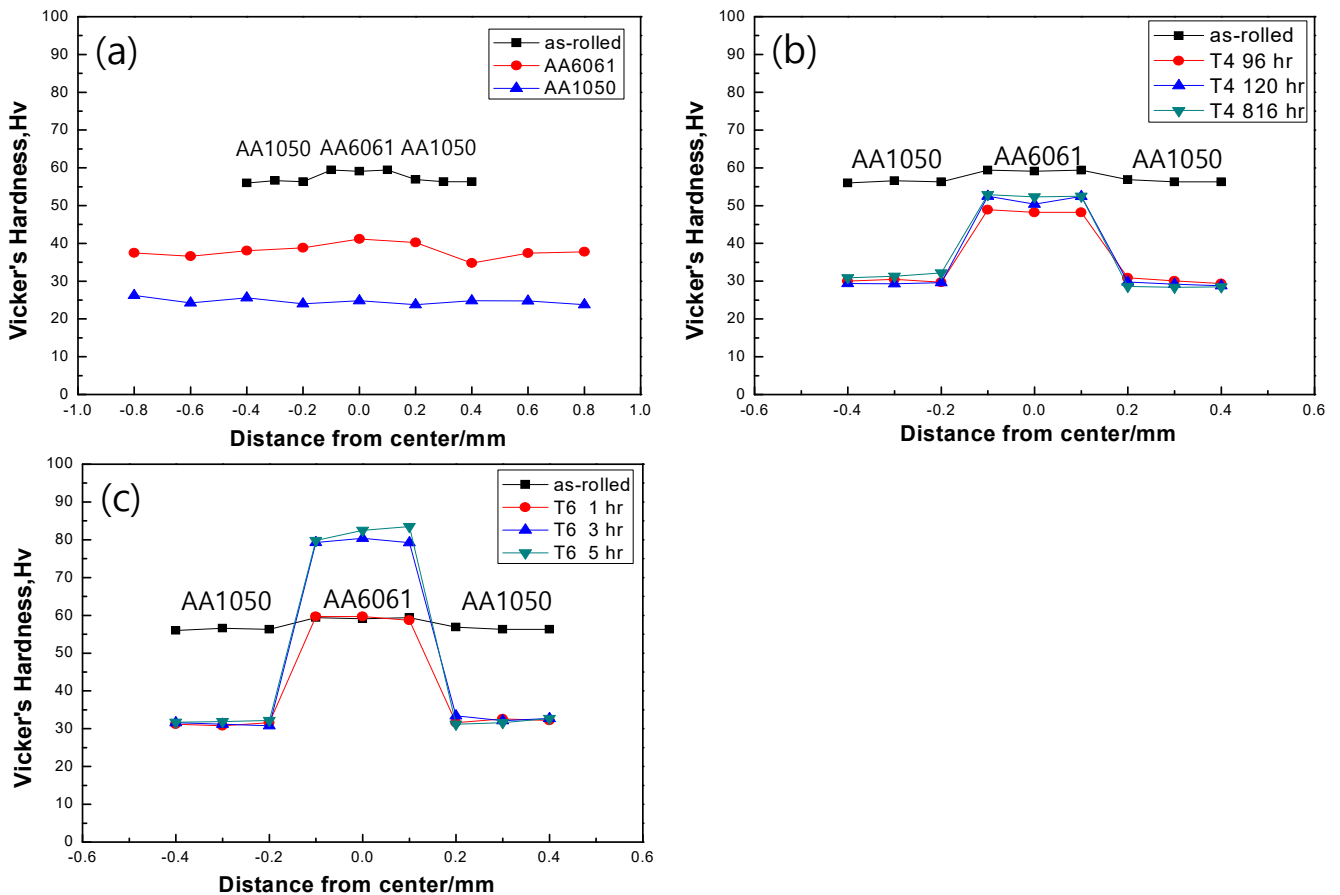 (a)
as-rolled
AA6061
AA1050
AA1050 AA6061 AA1050
100
90
80
70
60
50
40
30
20
10
0
-1.0 -0.8 -0.6 -0.4 -0.2 0.0 0.2 0.4 0.6 0.8 1.0
Vicker's Hardness,Hv
Distance from center/mm
(b)
as-rolled
T4 96 hr
T4 120 hr
T4 816 hr
AA1050 AA6061 AA1050
100
90
80
70
60
50
40
30
20
10
0
-0.6 -0.4 -0.2 0.0 0.2 0.4 0.6
Vicker's Hardness,Hv
Distance from center/mm
(c)
as-rolled
T6 1 hr
T6 3 hr
T6 5 hr
AA1050 AA6061 AA1050
100
90
80
70
60
50
40
30
20
10
0
-0.6 -0.4 -0.2 0.0 0.2 0.4 0.6
Vicker's Hardness,Hv
Distance from center/mm